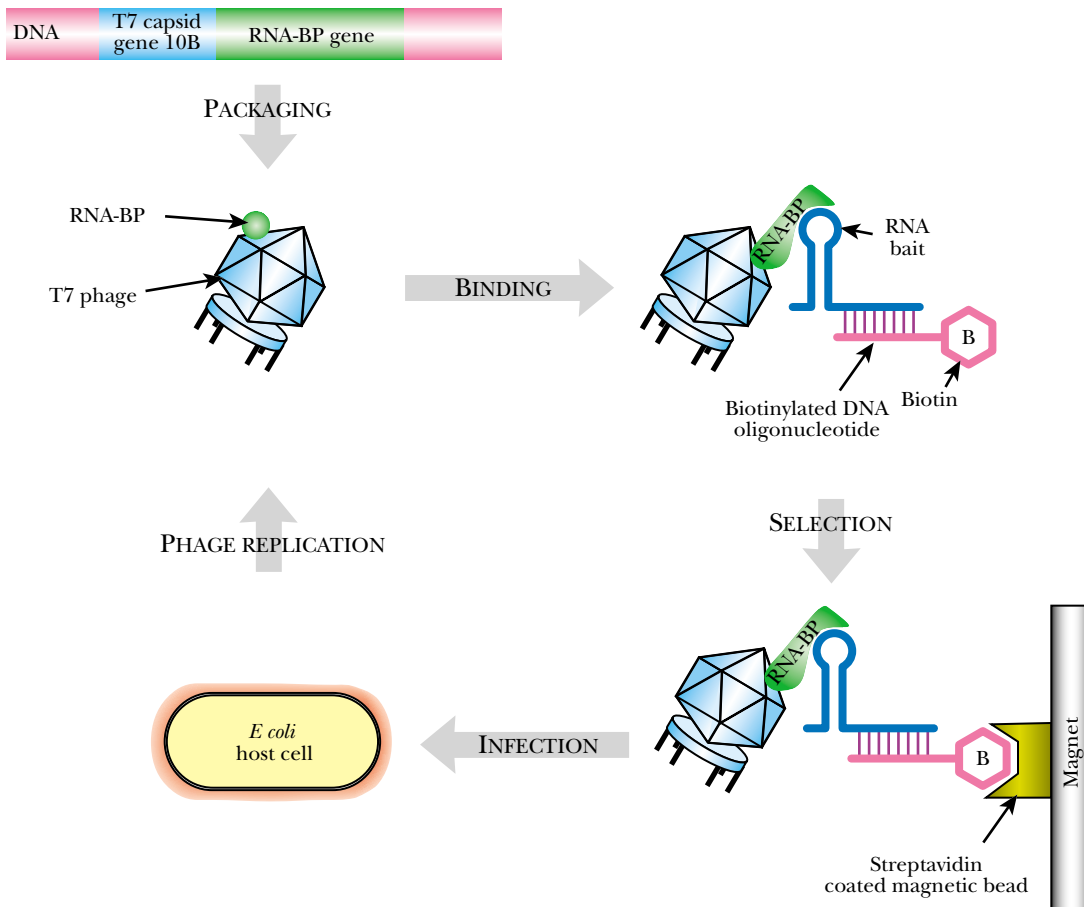 DNA
T7 capsid
gene 10B
RNA-BP gene
PACKAGING
RNA-BP
T7 phage
BINDING
RNA-BP
RNA
bait
B
Biotinylated DNA
oligonucleotide
Biotin
SELECTION
PHAGE REPLICATION
RNA-BP
E coli
host cell
INFECTION
B
Magnet
Streptavidin
coated magnetic bead